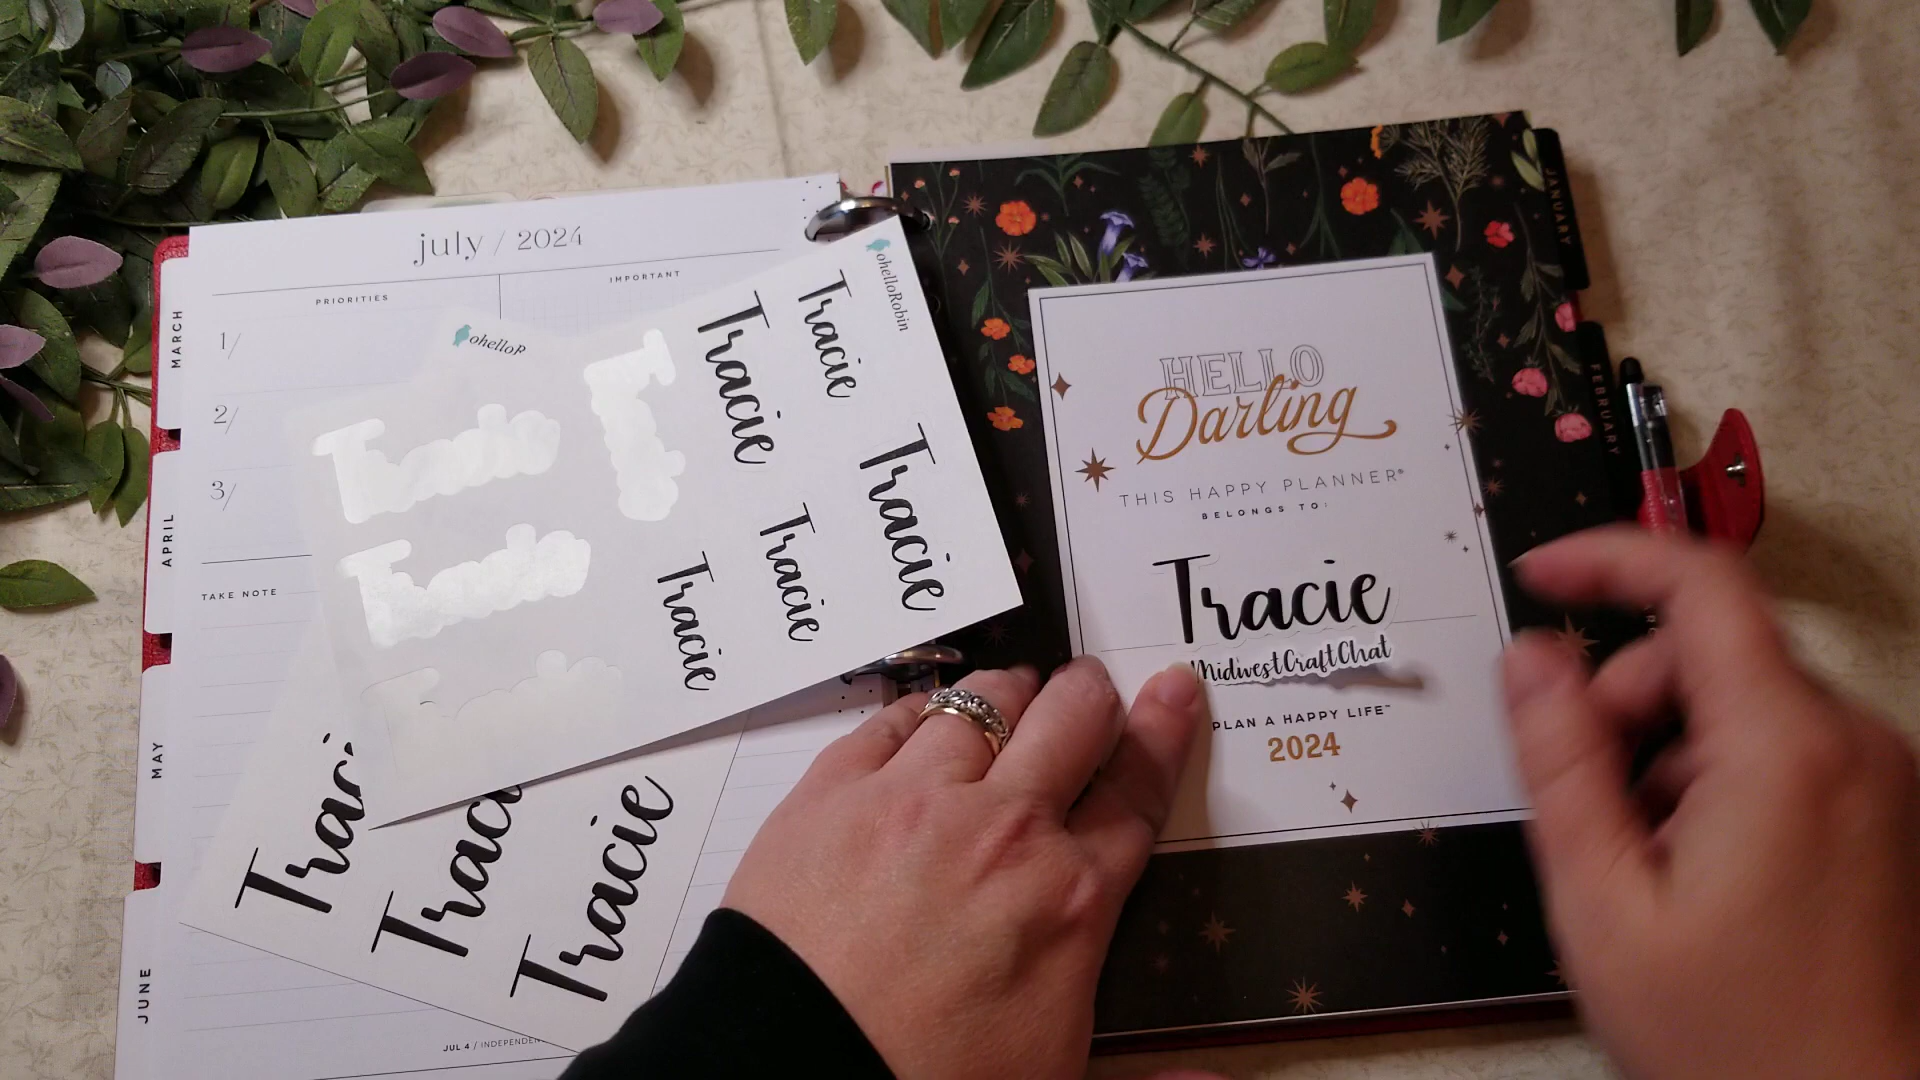 july / 2024
PRIORITIES
IMPORTANT
1/
2/
3/
TAKE NOTE
JUL 4 / INDEPENDEN
MARCH
APRIL
MAY
JUNE
ohelloR
ohelloRobin
Tracie
Tracie
Tracie
Tracie
Tracie
Trac
Tracie
HELLO
Darling
THIS HAPPY PLANNER®
BELONGS TO:
Tracie
MidwestCraftChat
PLAN A HAPPY LIFE™
2024
JANUARY
FEBRUARY